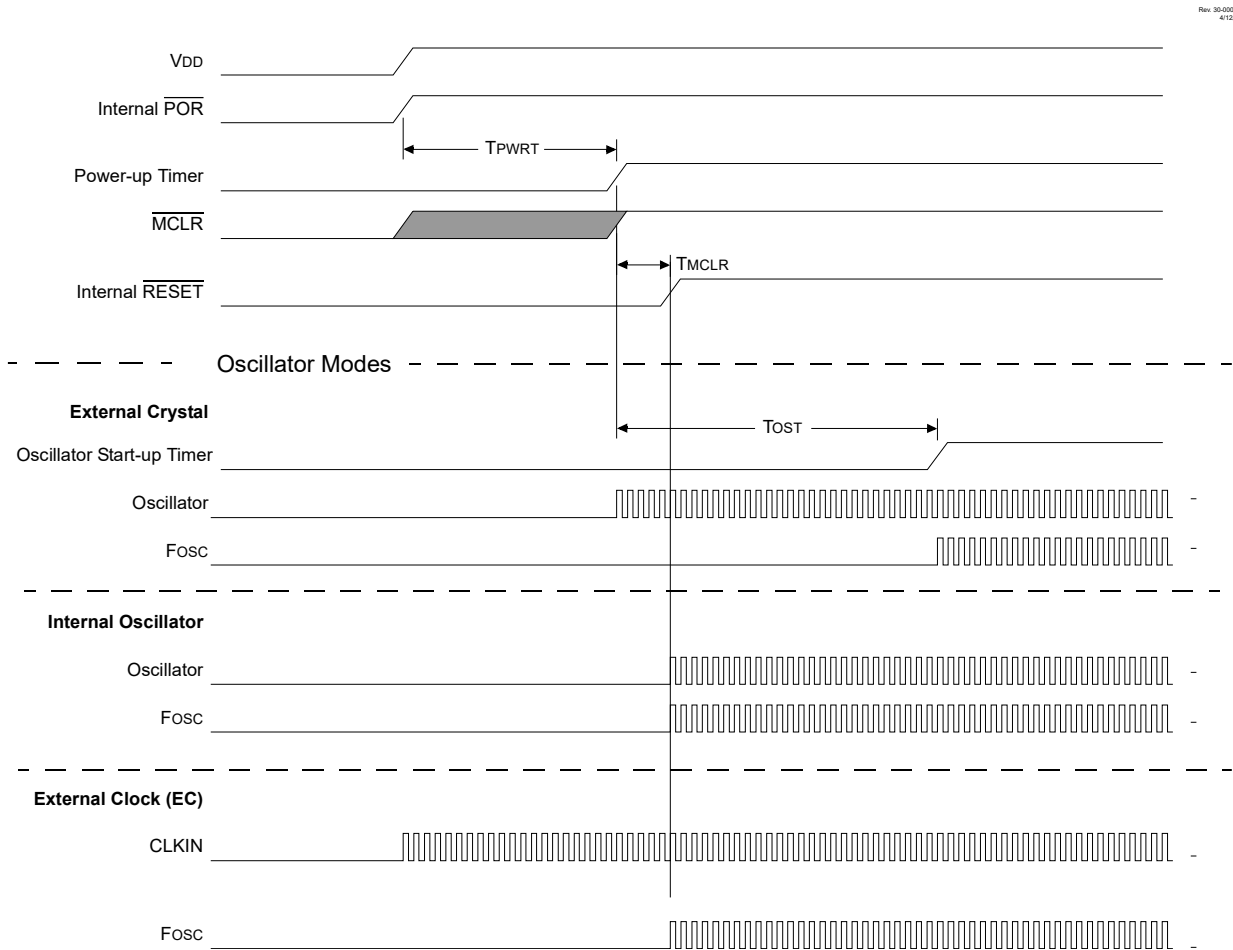 Rev. 30-000
4/12
VDD
Internal POR
TPWRT
Power-up Timer
MCLR
TMCLR
Internal RESET
Oscillator Modes
External Crystal
TOST
Oscillator Start-up Timer
Oscillator
FOSC
Internal Oscillator
Oscillator
FOSC
External Clock (EC)
CLKIN
FOSC